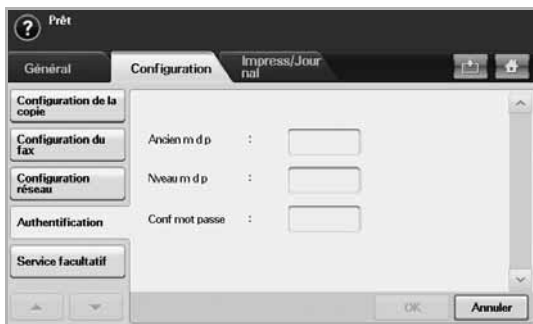 ? Prêt
Général
Configuration
Impress/Jour
nal
Configuration de la
copie
Configuration du
fax
Configuration
réseau
Authentification
Service facultatif
Ancien m d p :
Nveau m d p :
Conf mot passe :
OK
Annuler